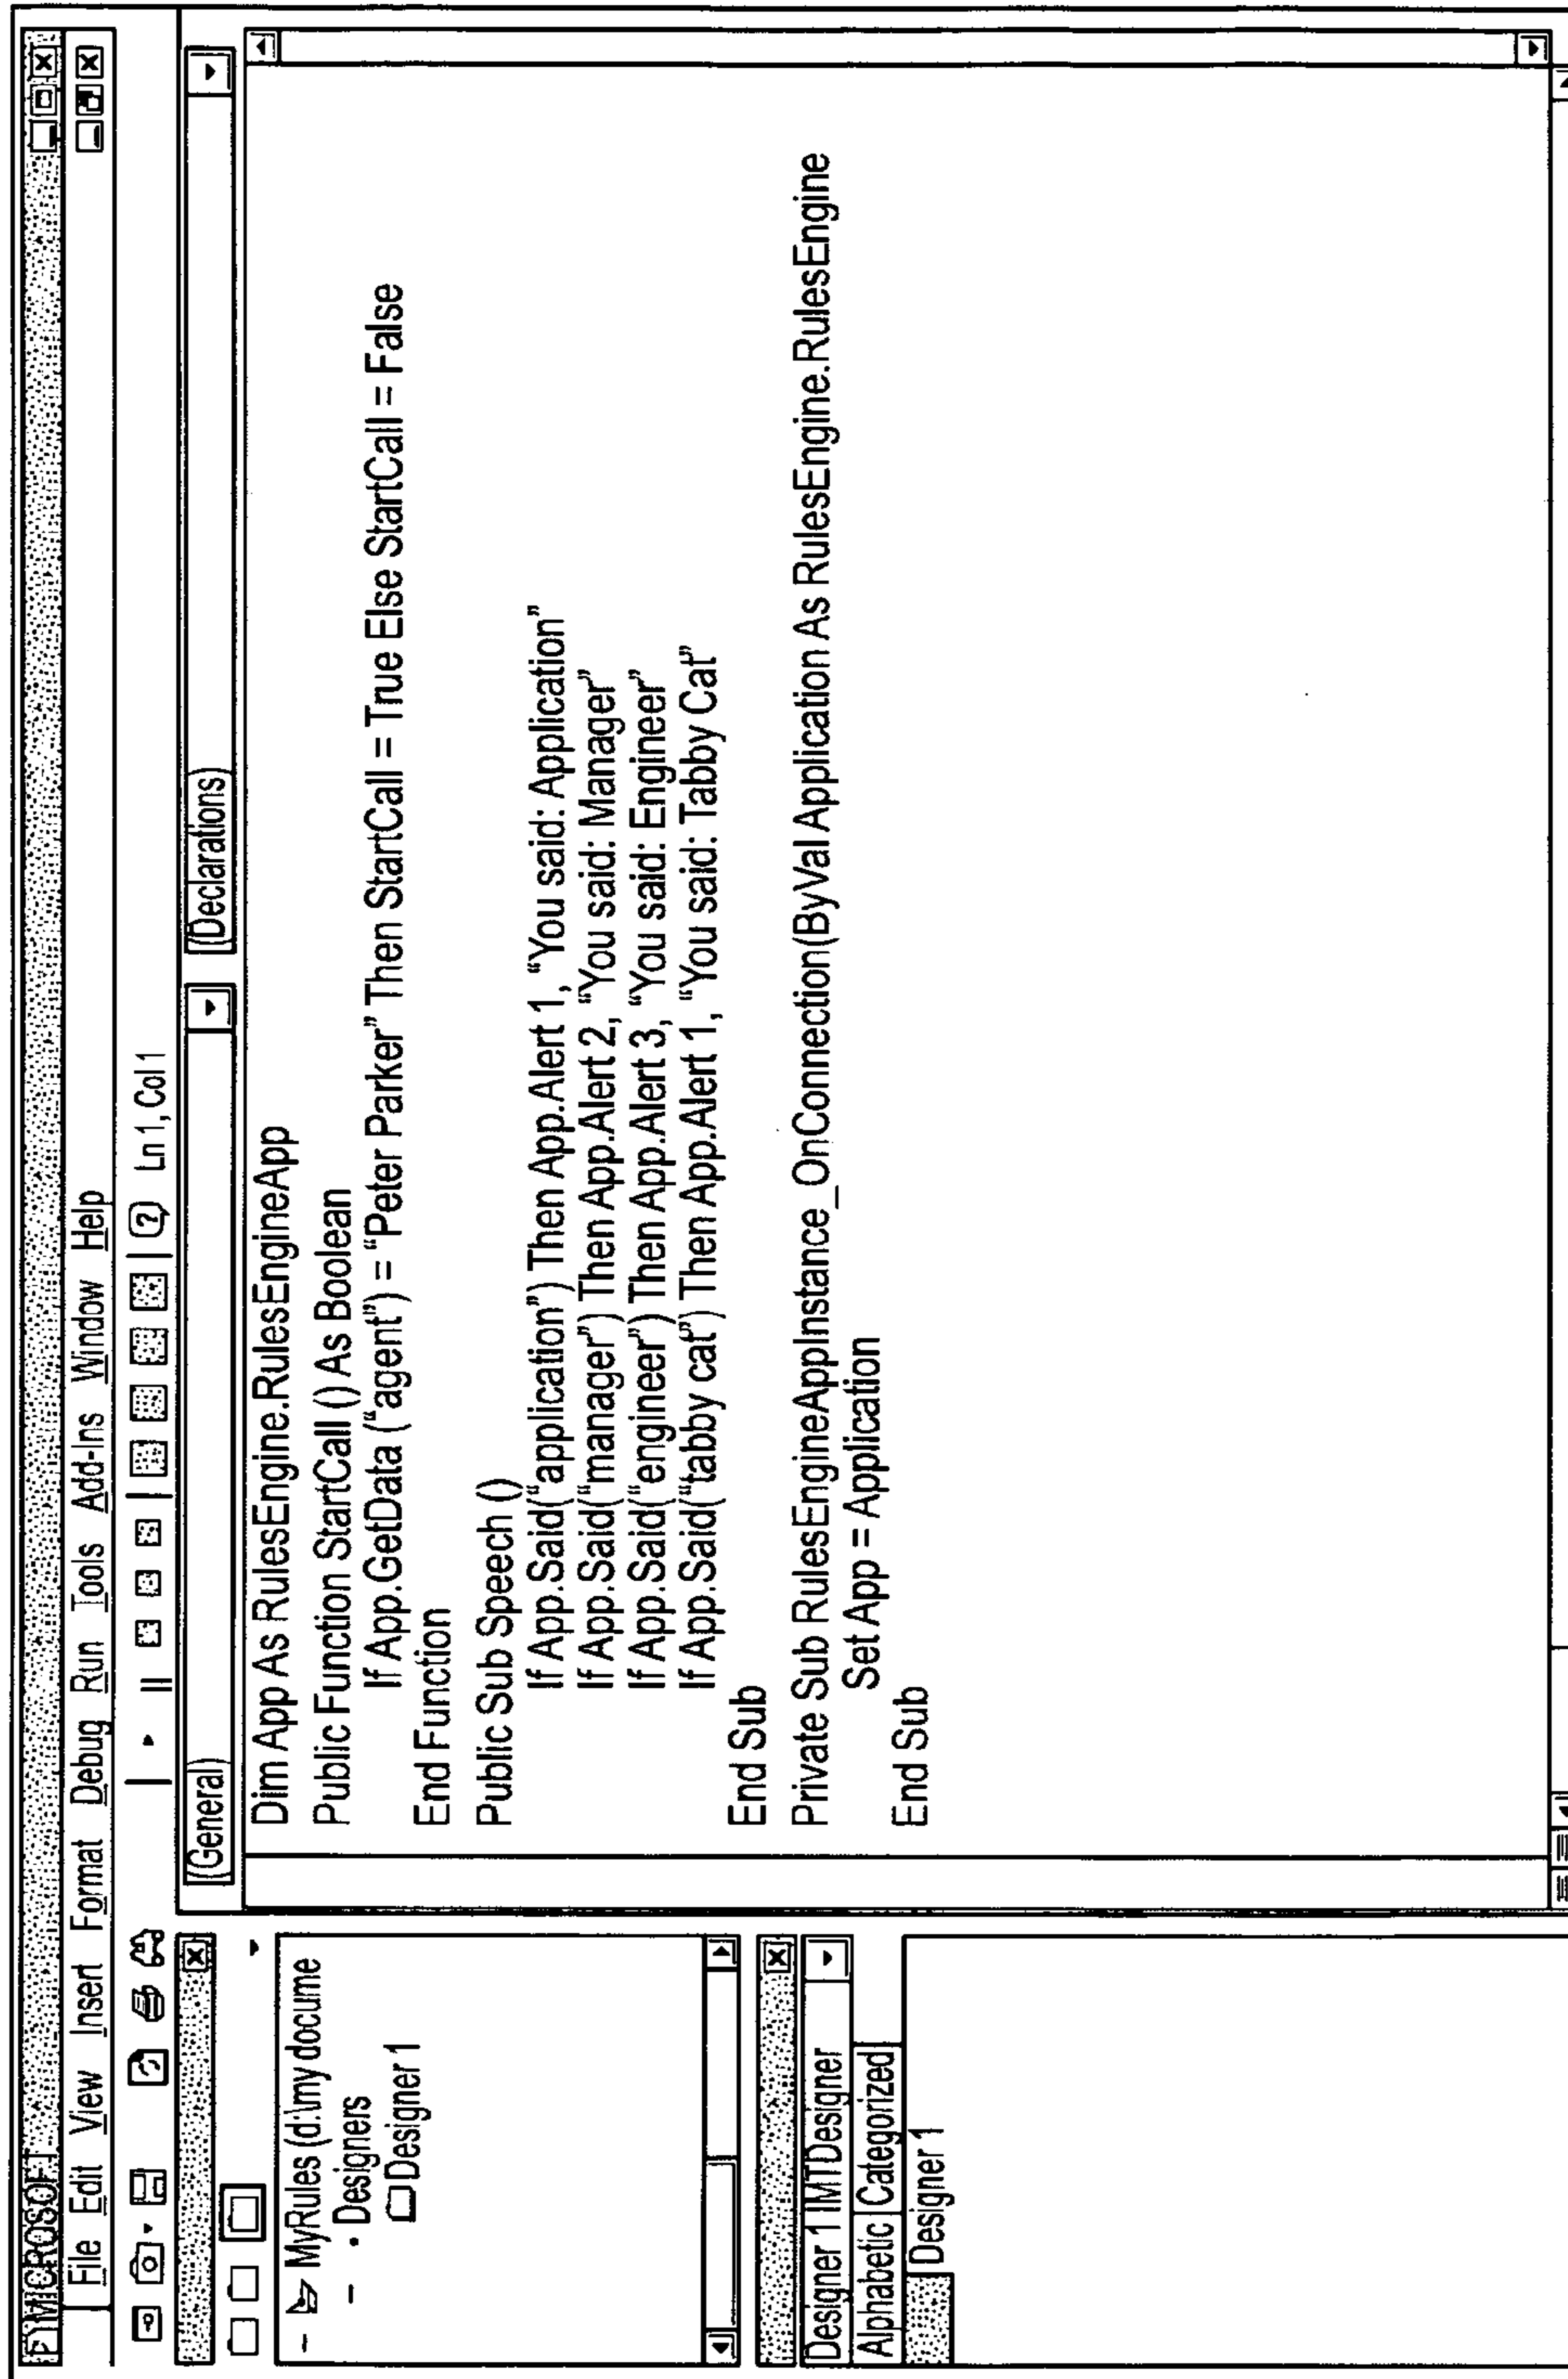 MICROSOFT
File Edit View Insert Format Debug Run Tools Add-Ins Window Help
Ln 1, Col 1
MyRules (d:\my docume
Designers
Designer 1
Designer 1 IMTDesigner
Alphabetic Categorized
Designer 1
(General)
(Declarations)
Dim App As RulesEngine.RulesEngineApp
Public Function StartCall () As Boolean
If App.GetData (“agent”) = “Peter Parker” Then StartCall = True Else StartCall = False
End Function
Public Sub Speech ()
If App.Said(“application”) Then App.Alert 1, “You said: Application”
If App.Said(“manager”) Then App.Alert 2, “You said: Manager”
If App.Said(“engineer”) Then App.Alert 3, “You said: Engineer”
If App.Said(“tabby cat”) Then App.Alert 1, “You said: Tabby Cat”
End Sub
Private Sub RulesEngineAppInstance_OnConnection(ByVal Application As RulesEngine.RulesEngine
Set App = Application
End Sub